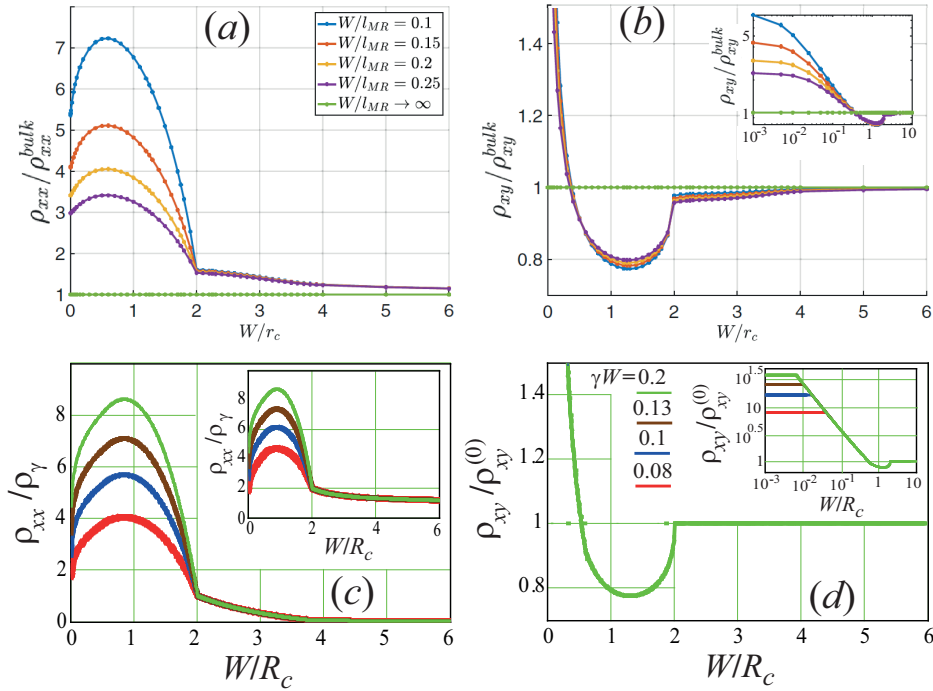 (a)
W/l_MR = 0.1
W/l_MR = 0.15
W/l_MR = 0.2
W/l_MR = 0.25
W/l_MR → ∞
ρ_xx/ρ_xx^bulk
7
6
5
4
3
2
1
0 1 2 3 4 5 6
W/r_c
(b)
ρ_xy/ρ_xy^bulk
1.4
1.2
1
0.8
0 1 2 3 4 5 6
W/r_c
ρ_xy/ρ_xy^bulk
5
1
10^-3 10^-2 10^-1 10^0 10^1
(c)
ρ_xx/ρ_γ
8
6
4
2
0
0 1 2 3 4 5 6
W/R_c
ρ_xx/ρ_γ
8
6
4
2
0
0 2 4 6
W/R_c
(d)
ρ_xy/ρ_xy^(0)
1.4
1.2
1
0.8
0 1 2 3 4 5 6
W/R_c
γW = 0.2
0.13
0.1
0.08
ρ_xy/ρ_xy^(0)
10^1.5
10
10^0.5
1
10^-3 10^-2 10^-1 1 10
W/R_c